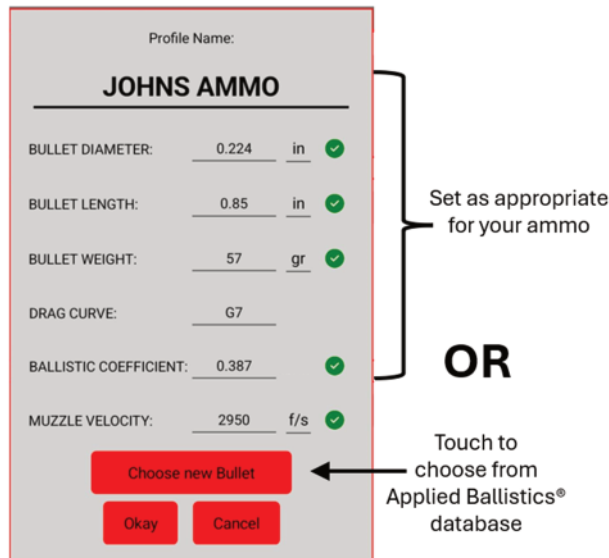 Profile Name:
JOHNS AMMO
BULLET DIAMETER: 0.224 in
BULLET LENGTH: 0.85 in
BULLET WEIGHT: 57 gr
DRAG CURVE: G7
BALLISTIC COEFFICIENT: 0.387
MUZZLE VELOCITY: 2950 f/s
Choose new Bullet
Okay Cancel
Set as appropriate
for your ammo
OR
Touch to
choose from
Applied Ballistics®
database